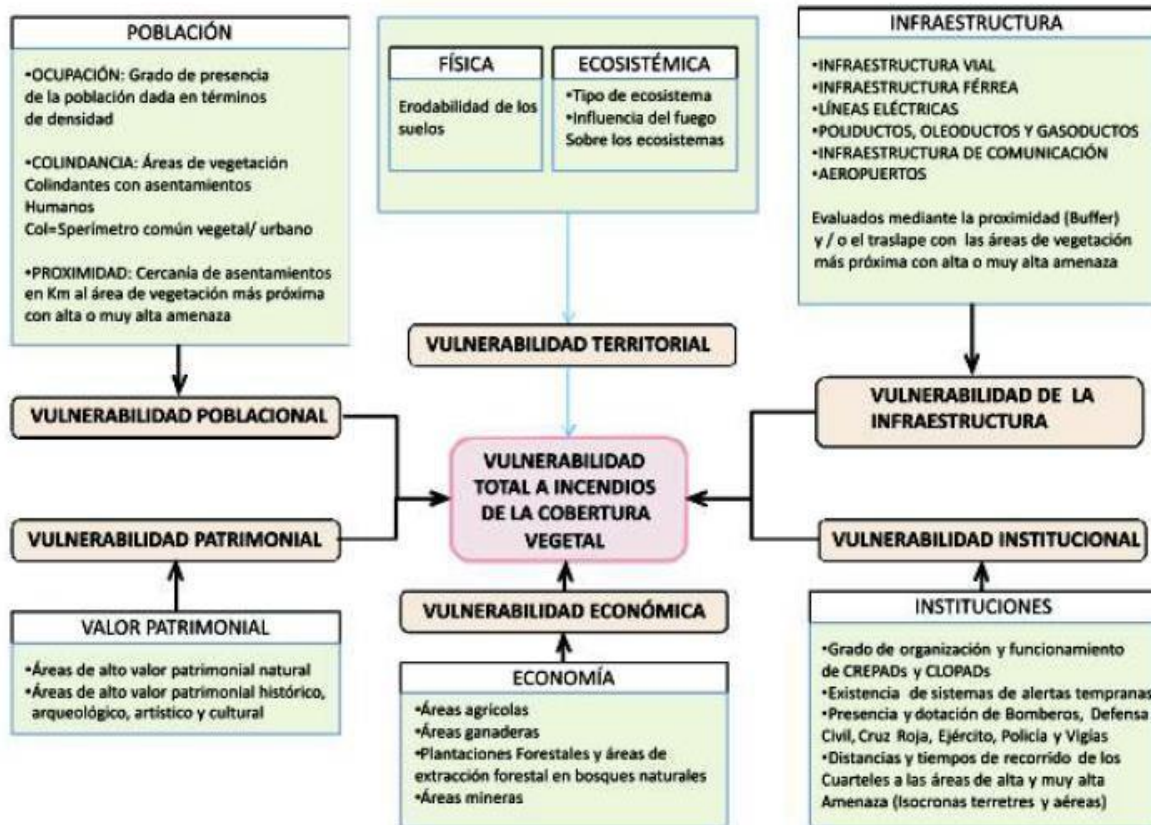 POBLACIÓN
•OCUPACIÓN: Grado de presencia
de la población dada en términos
de densidad
•COLINDANCIA: Áreas de vegetación
Colindantes con asentamientos
Humanos
Col=Sperímetro común vegetal/ urbano
•PROXIMIDAD: Cercanía de asentamientos
en Km al área de vegetación más próxima
con alta o muy alta amenaza
FÍSICA
Erodabilidad de los
suelos
ECOSISTÉMICA
•Tipo de ecosistema
•Influencia del fuego
Sobre los ecosistemas
INFRAESTRUCTURA
•INFRAESTRUCTURA VIAL
•INFRAESTRUCTURA FÉRREA
•LÍNEAS ELÉCTRICAS
•POLIDUCTOS, OLEODUCTOS Y GASODUCTOS
•INFRAESTRUCTURA DE COMUNICACIÓN
•AEROPUERTOS
Evaluados mediante la proximidad (Buffer)
y / o el traslape con las áreas de vegetación
más próxima con alta o muy alta amenaza
VULNERABILIDAD TERRITORIAL
VULNERABILIDAD POBLACIONAL
VULNERABILIDAD DE LA
INFRAESTRUCTURA
VULNERABILIDAD
TOTAL A INCENDIOS
DE LA COBERTURA
VEGETAL
VULNERABILIDAD PATRIMONIAL
VULNERABILIDAD INSTITUCIONAL
VULNERABILIDAD ECONÓMICA
VALOR PATRIMONIAL
•Áreas de alto valor patrimonial natural
•Áreas de alto valor patrimonial histórico,
arqueológico, artístico y cultural
ECONOMÍA
•Áreas agrícolas
•Áreas ganaderas
•Plantaciones Forestales y áreas de
extracción forestal en bosques naturales
•Áreas mineras
INSTITUCIONES
•Grado de organización y funcionamiento
de CREPADs y CLOPADs
•Existencia de sistemas de alertas tempranas
•Presencia y dotación de Bomberos, Defensa
Civil, Cruz Roja, Ejército, Policía y Vigías
•Distancias y tiempos de recorrido de los
Cuarteles a las áreas de alta y muy alta
Amenaza (Isocronas terretres y aéreas)